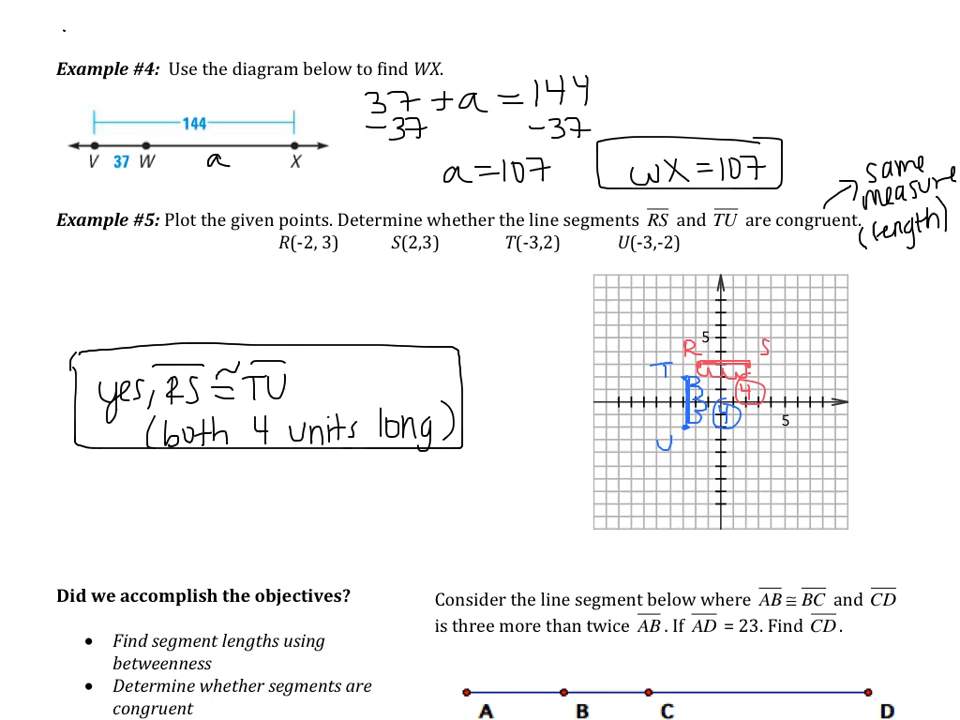 Example #4: Use the diagram below to find WX.
37 + a = 144
-37 -37
144
V 37 W a X
a = 107
WX = 107
same
measure
(length)
Example #5: Plot the given points. Determine whether the line segments RS and TU are congruent.
R(-2, 3) S(2,3) T(-3,2) U(-3,-2)
5
R S
T
4
4
5
U
yes, RS ≅ TU
(both 4 units long)
Did we accomplish the objectives?
• Find segment lengths using
betweenness
• Determine whether segments are
congruent
Consider the line segment below where AB ≅ BC and CD
is three more than twice AB. If AD = 23. Find CD.
A B C D